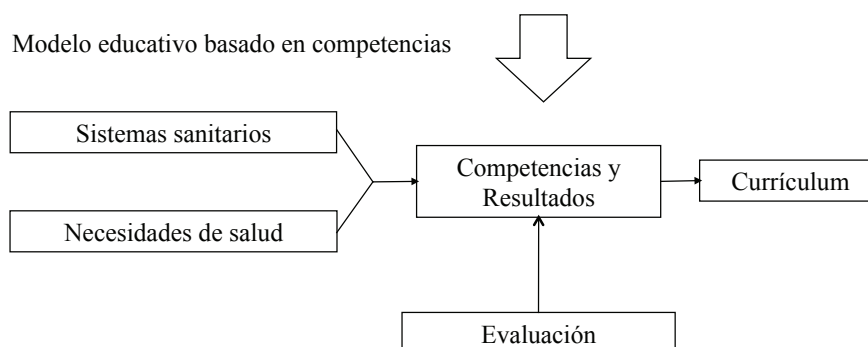 Modelo educativo basado en competencias
Sistemas sanitarios
Necesidades de salud
Competencias y
Resultados
Currículum
Evaluación